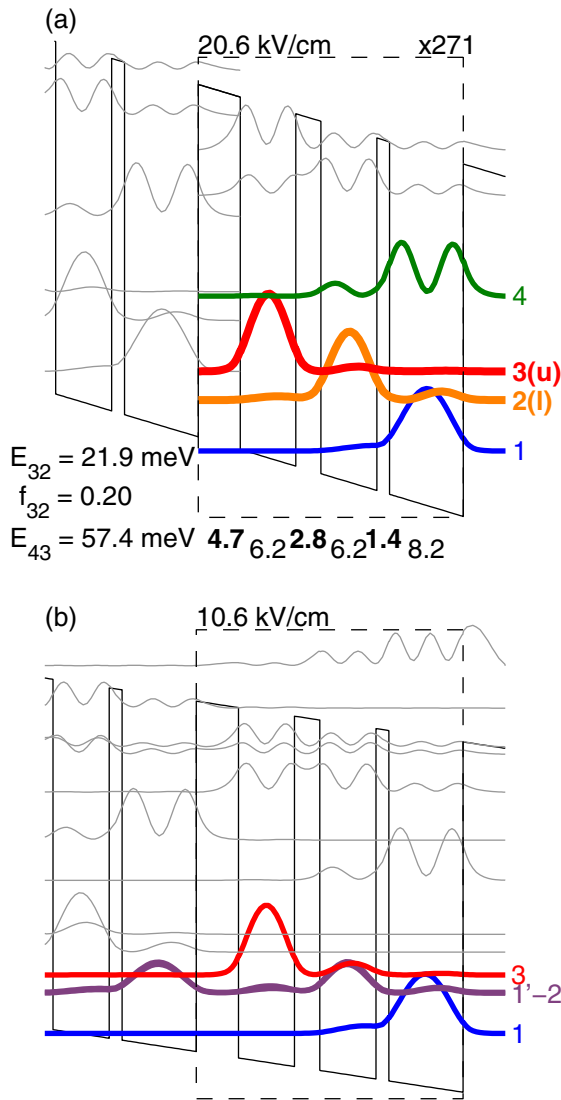 (a)
20.6 kV/cm x271
4
3(u)
2(l)
1
E32 = 21.9 meV
f32 = 0.20
E43 = 57.4 meV 4.7 6.2 2.8 6.2 1.4 8.2
(b)
10.6 kV/cm
3
1'−2
1